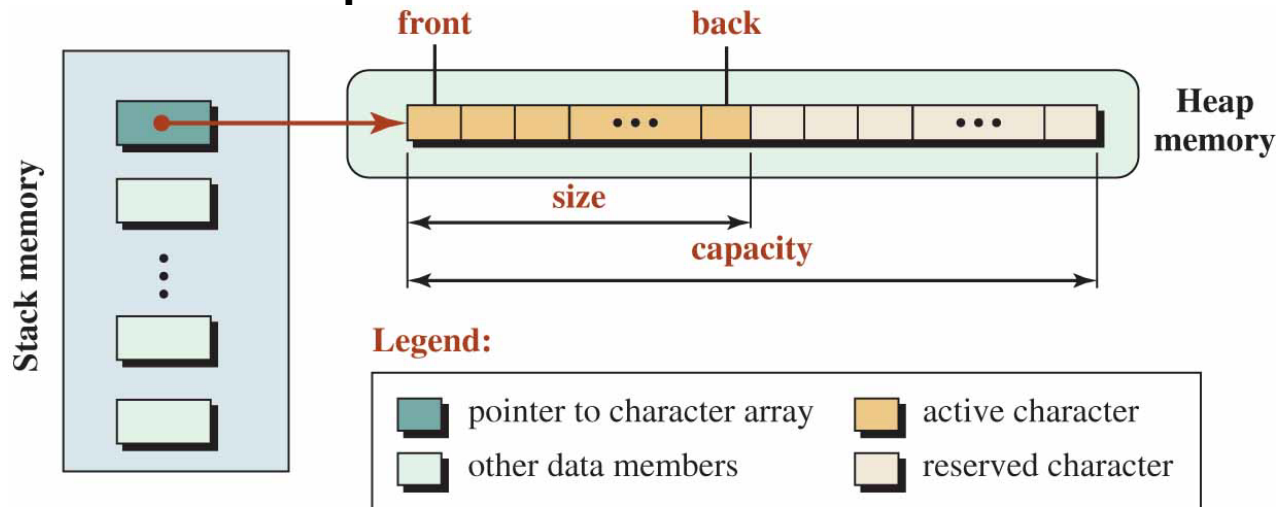 front
back
Stack memory
Heap
memory
• • •
• • •
size
capacity
Legend:
pointer to character array
active character
other data members
reserved character